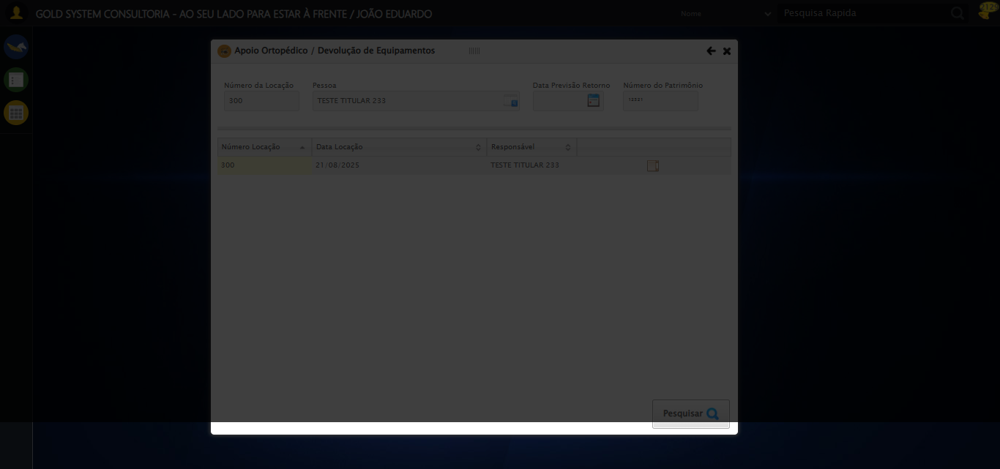 GOLD SYSTEM CONSULTORIA - AO SEU LADO PARA ESTAR À FRENTE / JOÃO EDUARDO
Nome
Pesquisa Rapida
Apoio Ortopédico / Devolução de Equipamentos
Número da Locação
Pessoa
Data Previsão Retorno
Número do Patrimônio
300
TESTE TITULAR 233
Número Locação
Data Locação
Responsável
300
21/08/2025
TESTE TITULAR 233
Pesquisar